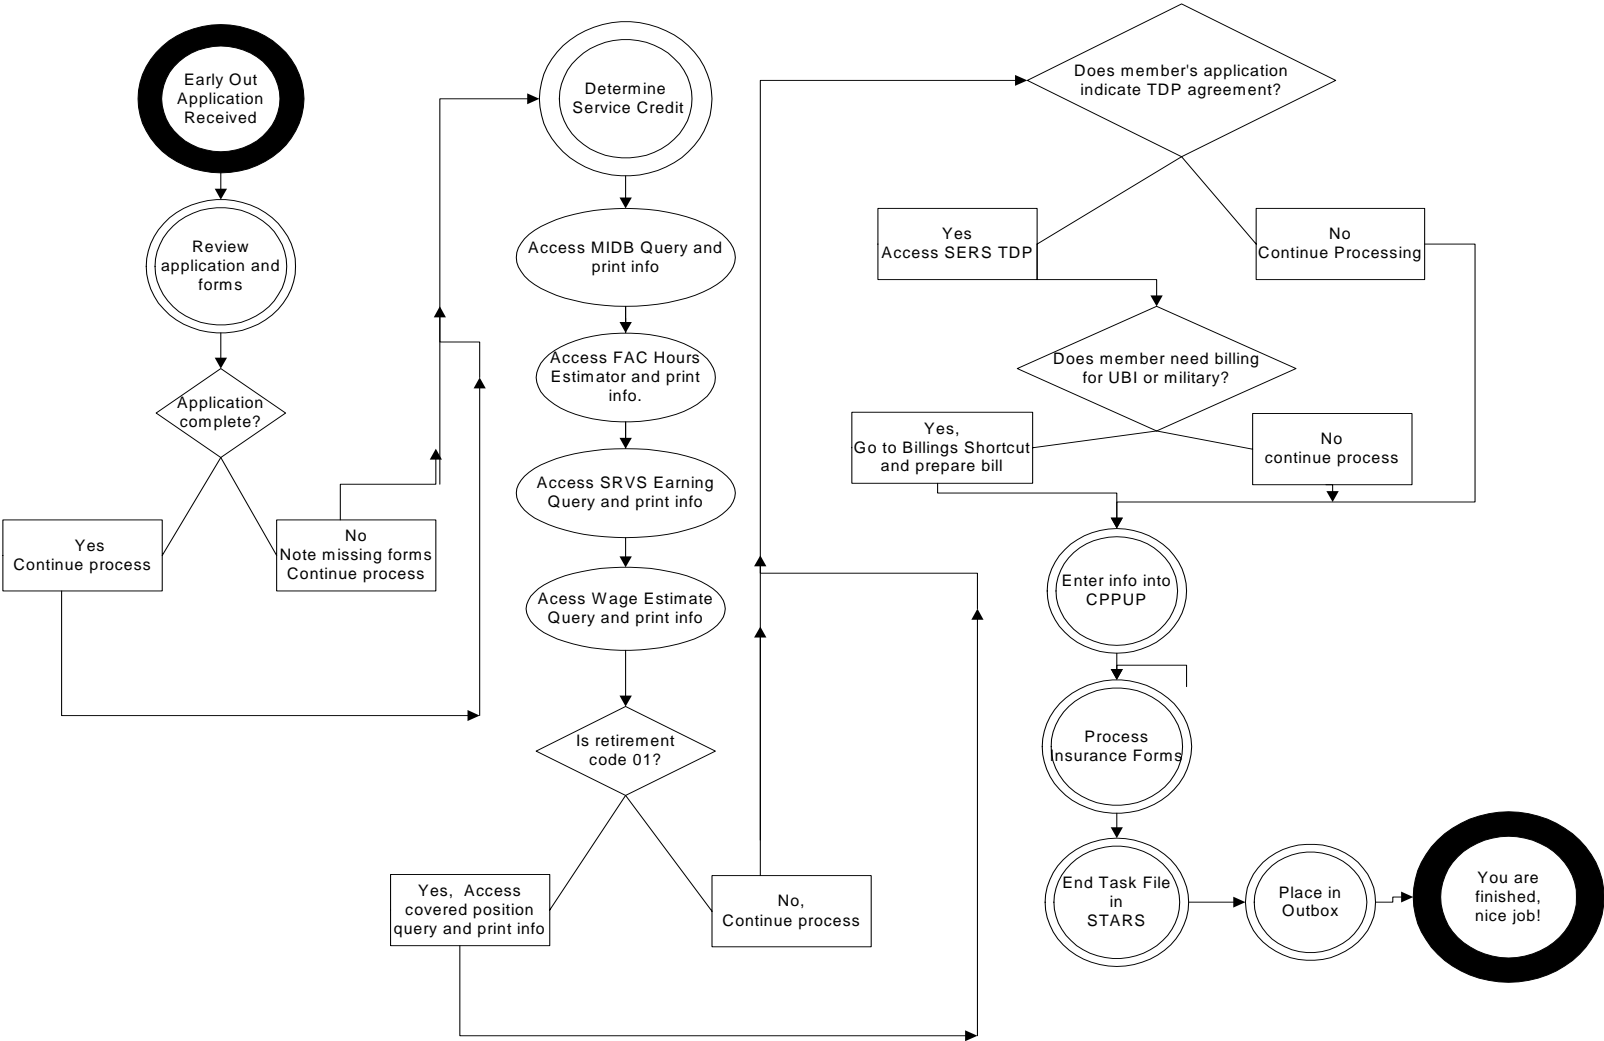 Early Out
Application
Received
Review
application and
forms
Application
complete?
Yes
Continue process
No
Note missing forms
Continue process
Determine
Service Credit
Access MIDB Query and
print info
Access FAC Hours
Estimator and print
info.
Access SRVS Earning
Query and print info
Acess Wage Estimate
Query and print info
Is retirement
code 01?
Yes, Access
covered position
query and print info
No,
Continue process
Does member's application
indicate TDP agreement?
Yes
Access SERS TDP
No
Continue Processing
Does member need billing
for UBI or military?
Yes,
Go to Billings Shortcut
and prepare bill
No
continue process
Enter info into
CPPUP
Process
Insurance Forms
End Task File
in
STARS
Place in
Outbox
You are
finished,
nice job!